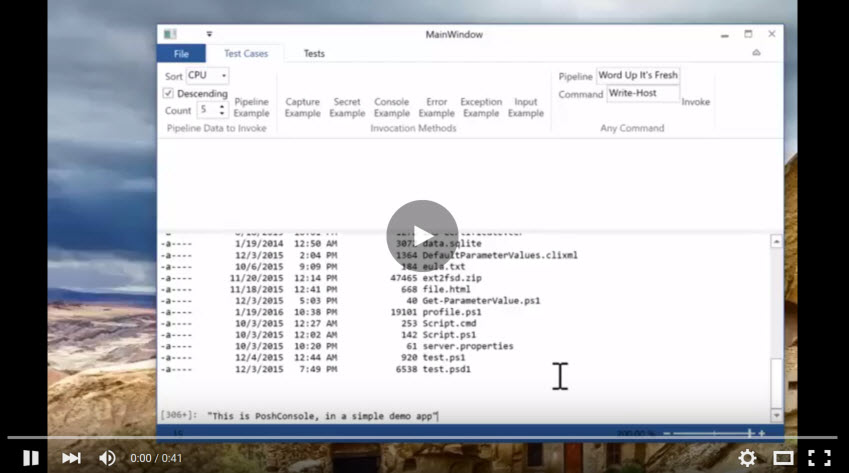 MainWindow
File Test Cases Tests
Sort CPU
Descending
Count 5
Pipeline Example
Capture Example
Secret Example
Console Example
Error Example
Exception Example
Input Example
Pipeline Word Up It's Fresh
Command Write-Host
Invoke
Pipeline Data to Invoke Invocation Methods Any Command
-a---- 1/19/2014 12:50 AM 3072 data.sqlite
-a---- 12/3/2015 2:04 PM 1364 DefaultParameterValues.clixml
-a---- 10/6/2015 9:09 PM 184 eula.txt
-a---- 11/20/2015 12:14 PM 47465 ext2fsd.zip
-a---- 11/18/2015 12:41 PM 668 file.html
-a---- 12/3/2015 5:03 PM 40 Get-ParameterValue.ps1
-a---- 1/19/2016 10:38 PM 19101 profile.ps1
-a---- 10/3/2015 12:27 AM 253 Script.cmd
-a---- 10/3/2015 12:02 AM 142 Script.ps1
-a---- 10/3/2015 10:20 PM 61 server.properties
-a---- 12/4/2015 12:44 AM 920 test.ps1
-a---- 12/3/2015 7:49 PM 6538 test.psd1
[306+]: "This is PoshConsole, in a simple demo app"
0:00 / 0:41